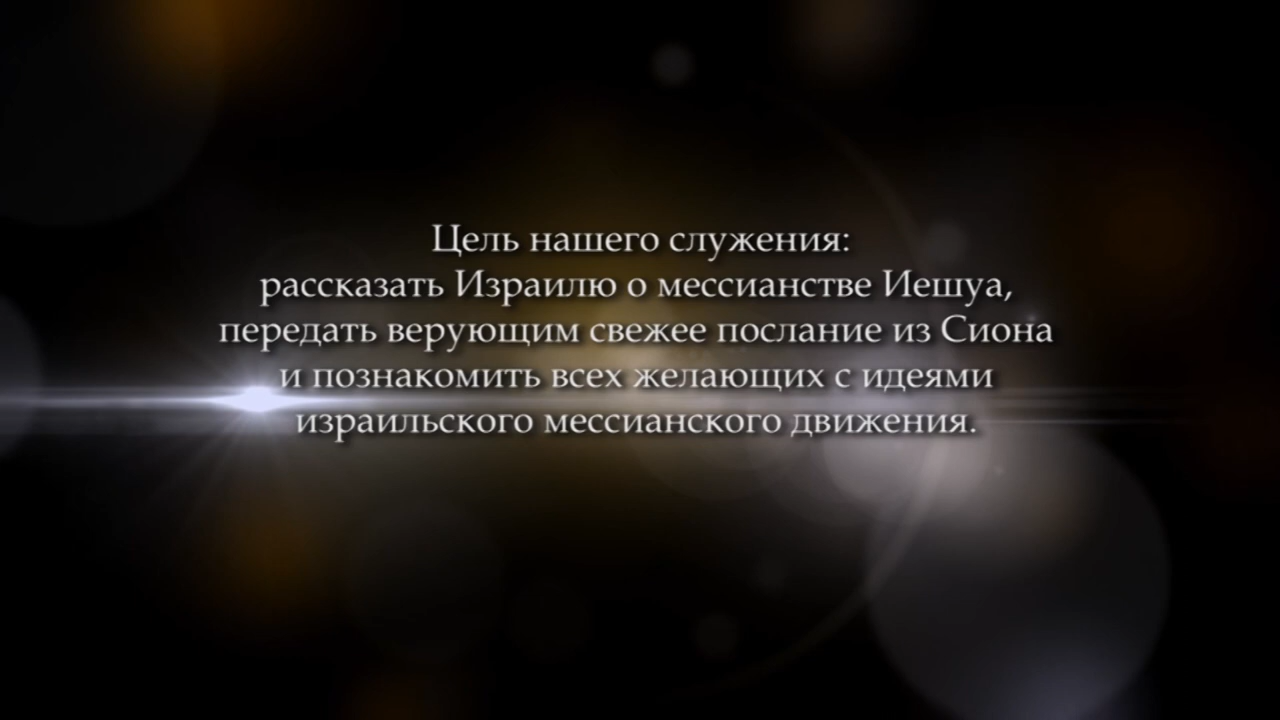 Цель нашего служения:
рассказать Израилю о мессианстве Иешуа,
передать верующим свежее послание из Сиона
и познакомить всех желающих с идеями
израильского мессианского движения.